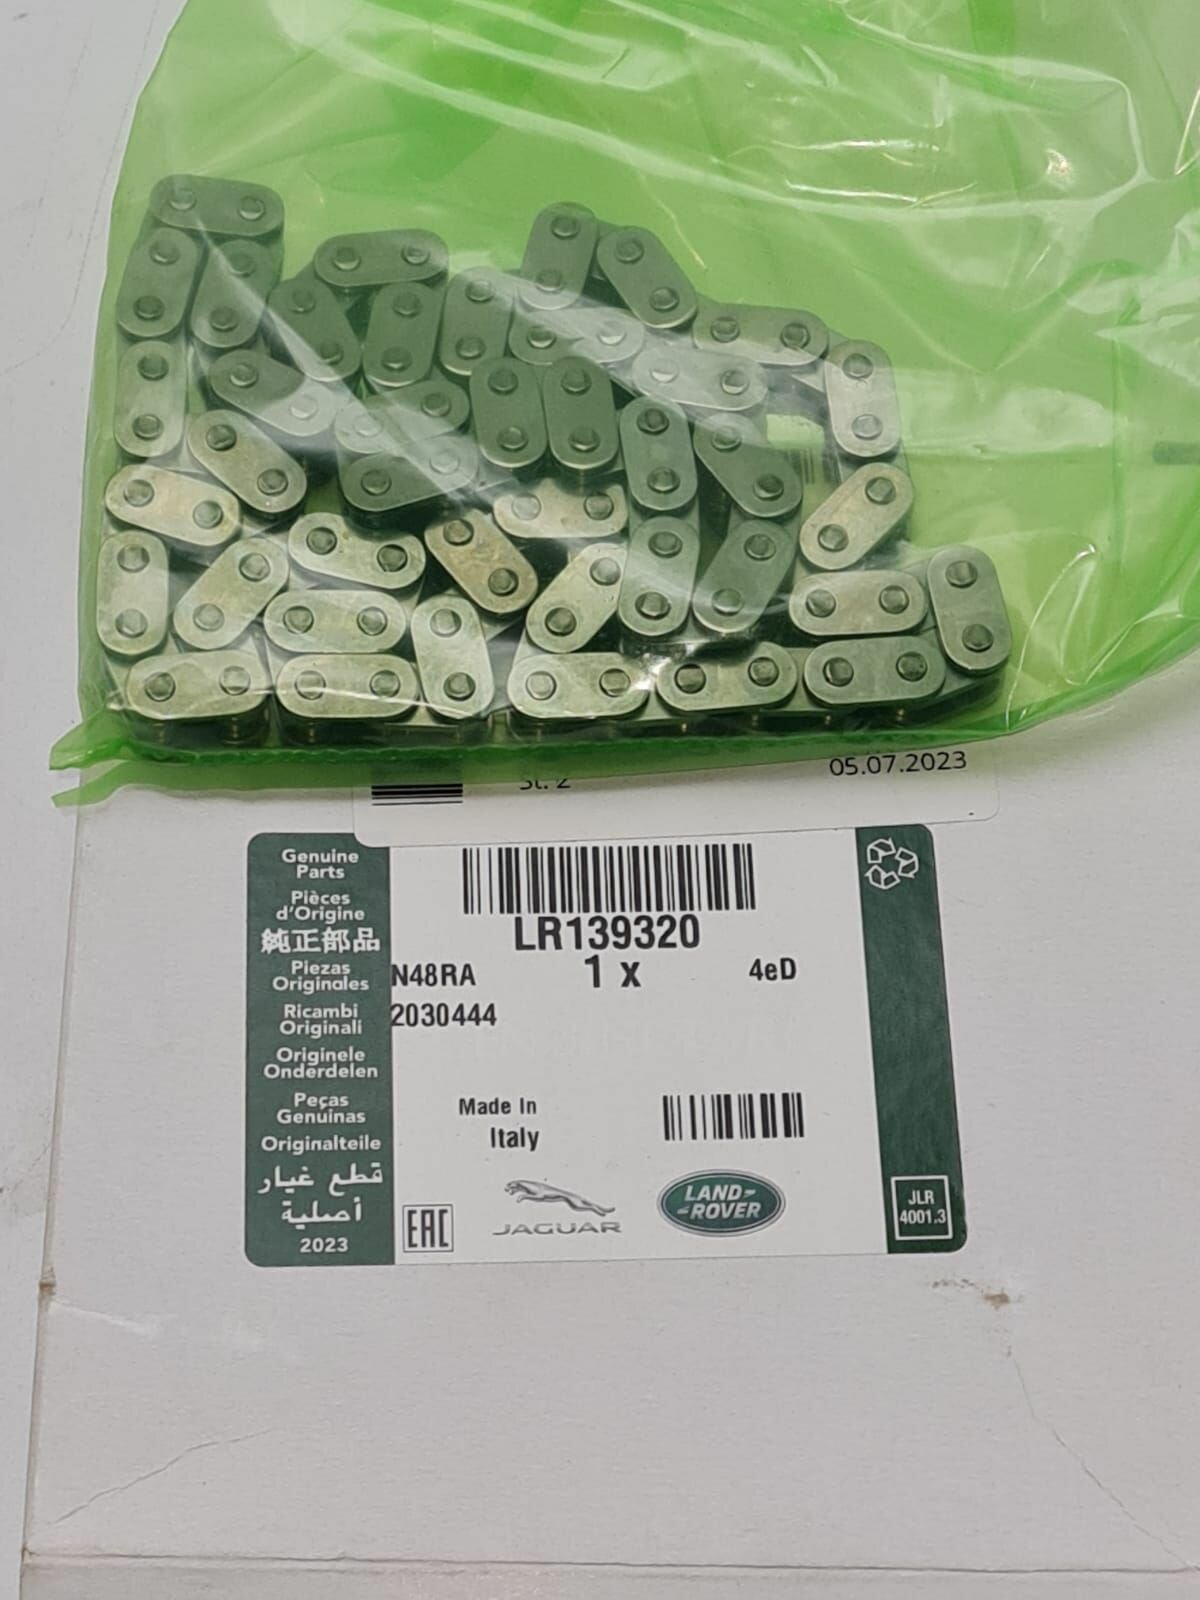 05.07.2023
Genuine
Parts
Pièces
d'Origine
純正部品
Piezas
Originales
Ricambi
Originali
Originele
Onderdelen
Peças
Genuínas
Originalteile
قطع غيار
أصلية
2023
LR139320
N48RA 1 x 4eD
2030444
Made In
Italy
EAC
JAGUAR
LAND-
-ROVER
JLR
4001.3